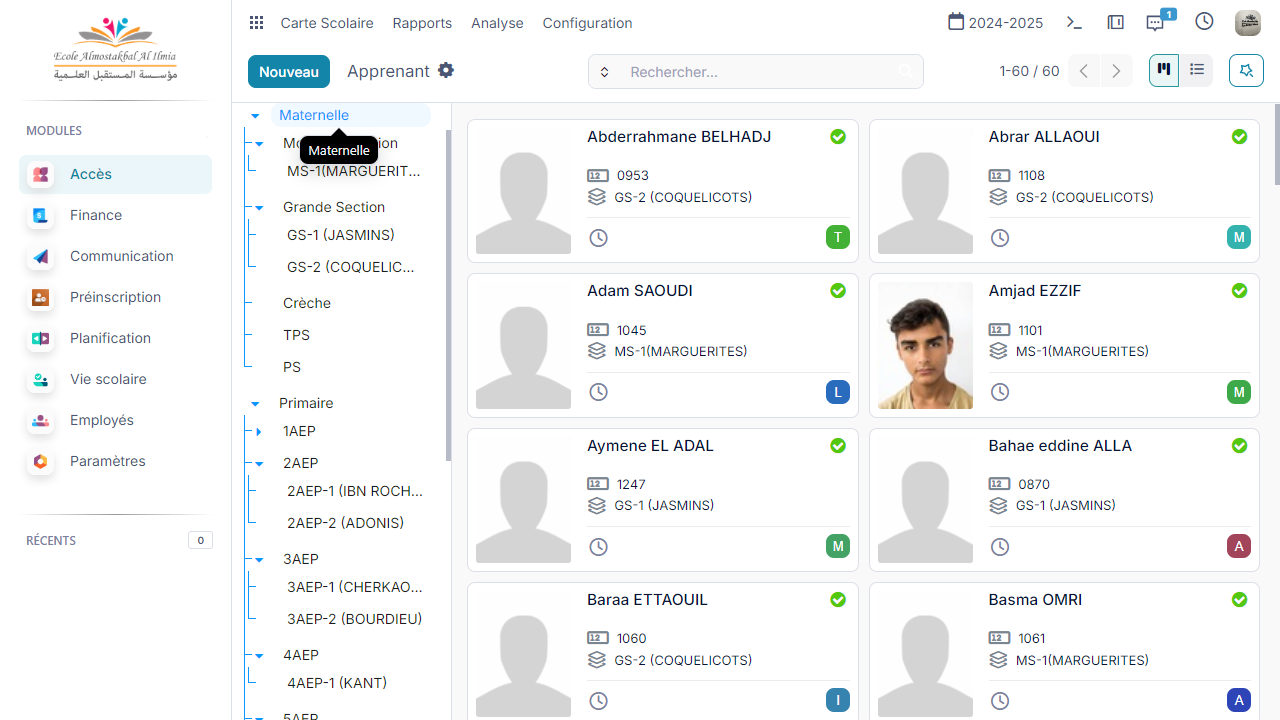 Ecole Almostakbal Al Ilmia
مؤسـسـة المـستـقبـل العـلـمـيـة
MODULES
Accès
Finance
Communication
Préinscription
Planification
Vie scolaire
Employés
Paramètres
RÉCENTS
0
Carte Scolaire
Rapports
Analyse
Configuration
2024-2025
1
Nouveau
Apprenant
Rechercher...
1-60 / 60
Maternelle
Maternelle
MS-1(MARGUERIT...
Grande Section
GS-1 (JASMINS)
GS-2 (COQUELIC...
Crèche
TPS
PS
Primaire
1AEP
2AEP
2AEP-1 (IBN ROCH...
2AEP-2 (ADONIS)
3AEP
3AEP-1 (CHERKAO...
3AEP-2 (BOURDIEU)
4AEP
4AEP-1 (KANT)
5AEP
Abderrahmane BELHADJ
0953
GS-2 (COQUELICOTS)
T
Abrar ALLAOUI
1108
GS-2 (COQUELICOTS)
M
Adam SAOUDI
1045
MS-1(MARGUERITES)
L
Amjad EZZIF
1101
MS-1(MARGUERITES)
M
Aymene EL ADAL
1247
GS-1 (JASMINS)
M
Bahae eddine ALLA
0870
GS-1 (JASMINS)
A
Baraa ETTAOUIL
1060
GS-2 (COQUELICOTS)
I
Basma OMRI
1061
MS-1(MARGUERITES)
A